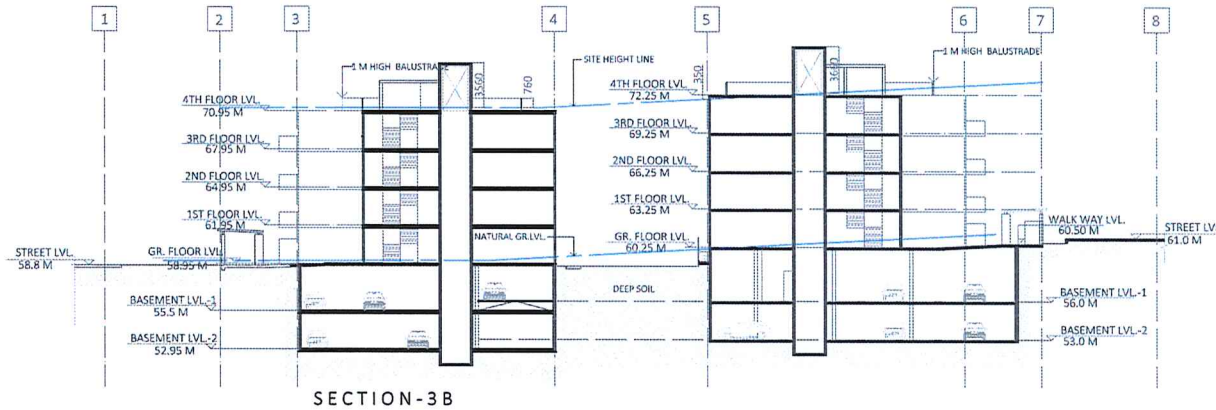 1
2
3
4
5
6
7
8
1 M HIGH BALUSTRADE
3560
760
SITE HEIGHT LINE
350
3660
1 M HIGH BALUSTRADE
4TH FLOOR LVL.
70.95 M
4TH FLOOR LVL.
72.25 M
3RD FLOOR LVL.
67.95 M
3RD FLOOR LVL.
69.25 M
2ND FLOOR LVL.
64.95 M
2ND FLOOR LVL.
66.25 M
1ST FLOOR LVL.
61.95 M
1ST FLOOR LVL.
63.25 M
WALK WAY LVL.
60.50 M
STREET LVL.
58.8 M
GR. FLOOR LVL.
58.95 M
NATURAL GR.LVL.
GR. FLOOR LVL.
60.25 M
STREET LV
61.0 M
DEEP SOIL
BASEMENT LVL.-1
55.5 M
BASEMENT LVL.-1
56.0 M
BASEMENT LVL.-2
52.95 M
BASEMENT LVL.-2
53.0 M
SECTION-3B